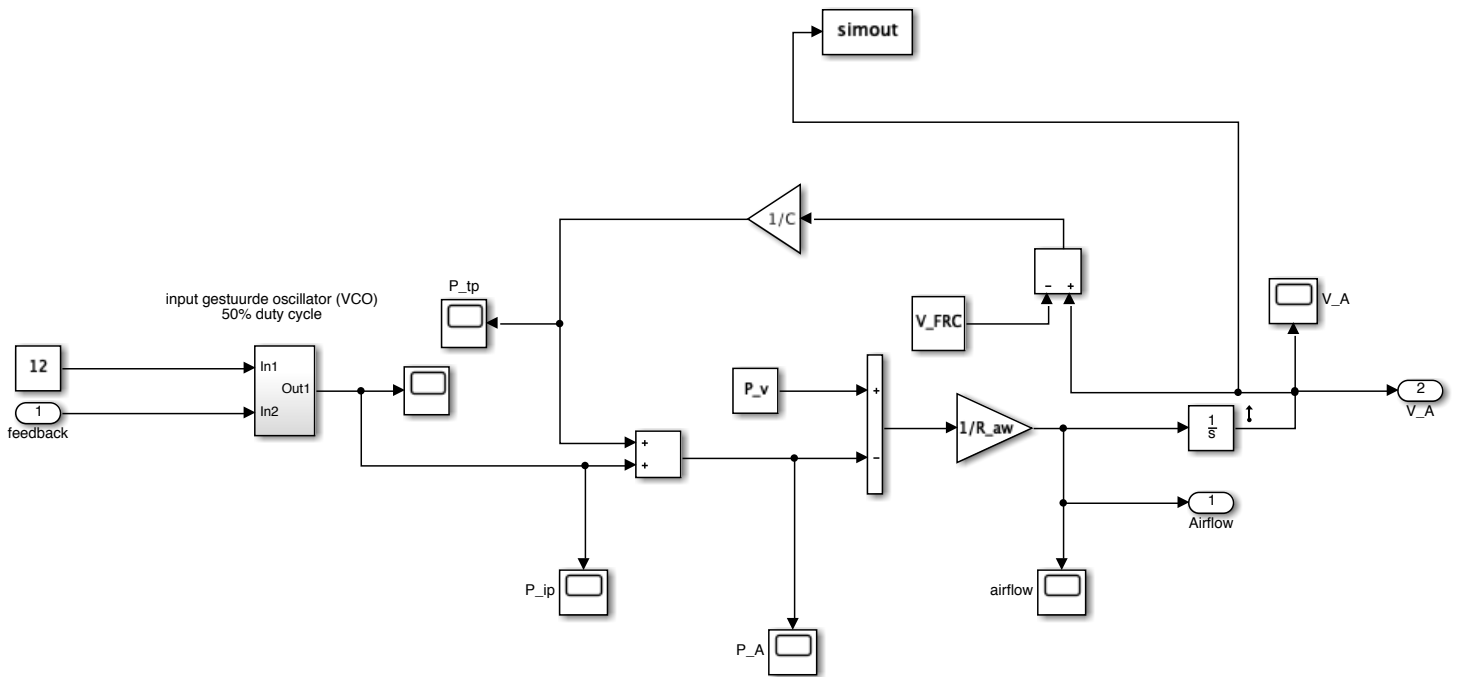 simout
1/C
P_tp
input gestuurde oscillator (VCO)
50% duty cycle
V_FRC
− +
V_A
12
In1
Out1
In2
1
feedback
P_v
+
−
1/R_aw
1
s
2
V_A
+
+
1
Airflow
P_ip
airflow
P_A